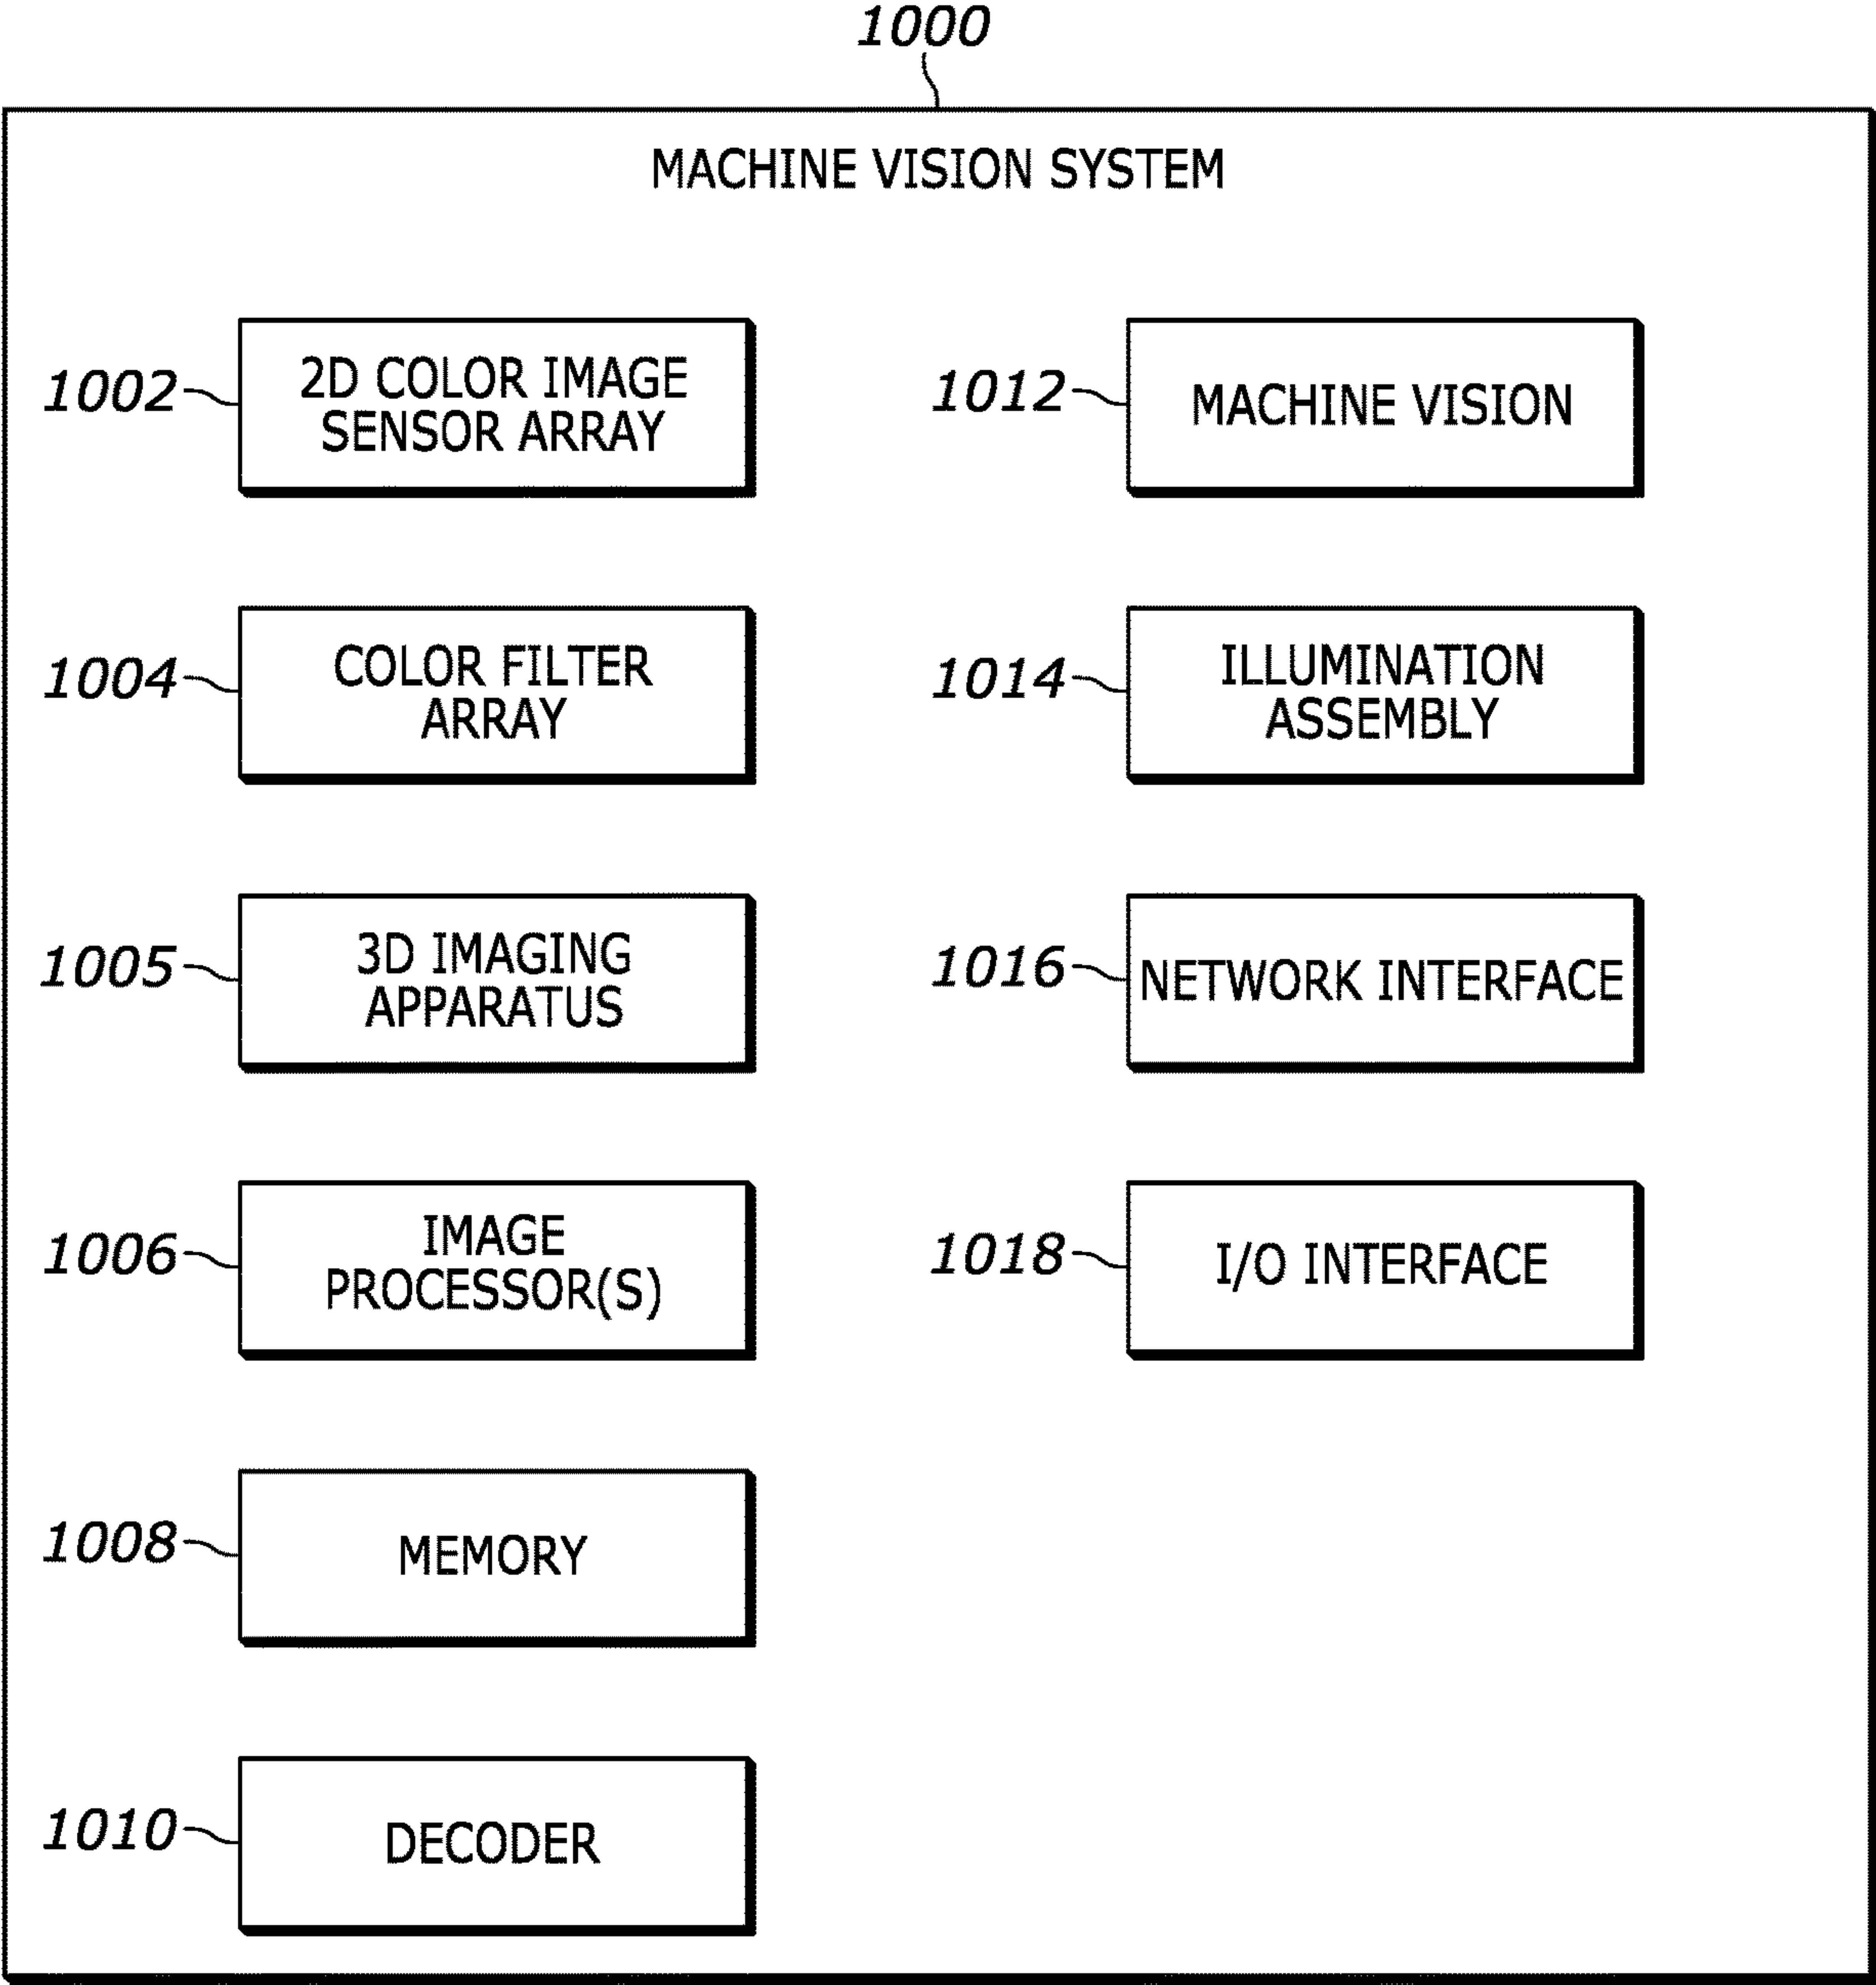 1000
MACHINE VISION SYSTEM
1002
2D COLOR IMAGE
SENSOR ARRAY
1004
COLOR FILTER
ARRAY
1005
3D IMAGING
APPARATUS
1006
IMAGE
PROCESSOR(S)
1008
MEMORY
1010
DECODER
1012
MACHINE VISION
1014
ILLUMINATION
ASSEMBLY
1016
NETWORK INTERFACE
1018
I/O INTERFACE